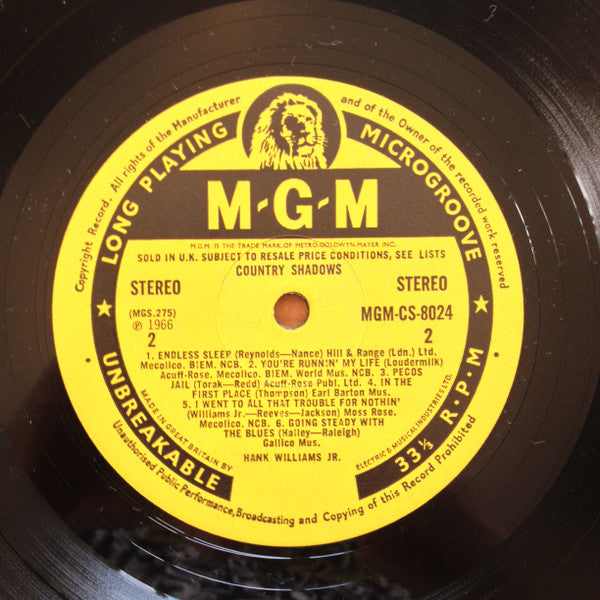 Copyright Record. All rights of the Manufacturer and of the Owner of the recorded work reserved
LONG PLAYING MICROGROOVE
M-G-M
M.G.M. IS THE TRADE MARK OF METRO-GOLDWYN-MAYER INC.
SOLD IN U.K. SUBJECT TO RESALE PRICE CONDITIONS, SEE LISTS
COUNTRY SHADOWS
STEREO STEREO
(MGS.275) MGM-CS-8024
℗ 1966
2 2
1. ENDLESS SLEEP (Reynolds—Nance) Hill & Range (Ldn.) Ltd.
Mecolico. BIEM. NCB. 2. YOU'RE RUNNIN' MY LIFE (Loudermilk)
Acuff-Rose. Mecolico. BIEM. World Mus. NCB. 3. PECOS
JAIL (Torak—Redd) Acuff-Rose Publ. Ltd. 4. IN THE
FIRST PLACE (Thompson) Earl Barton Mus.
5. I WENT TO ALL THAT TROUBLE FOR NOTHIN'
(Williams Jr.—Reeves—Jackson) Moss Rose.
Mecolico. NCB. 6. GOING STEADY WITH
THE BLUES (Hailey—Raleigh)
Gallico Mus.
HANK WILLIAMS JR.
UNBREAKABLE 33⅓ R.P.M
MADE IN GREAT BRITAIN BY ELECTRIC & MUSICAL INDUSTRIES LTD.
Unauthorised Public Performance, Broadcasting and Copying of this Record Prohibited